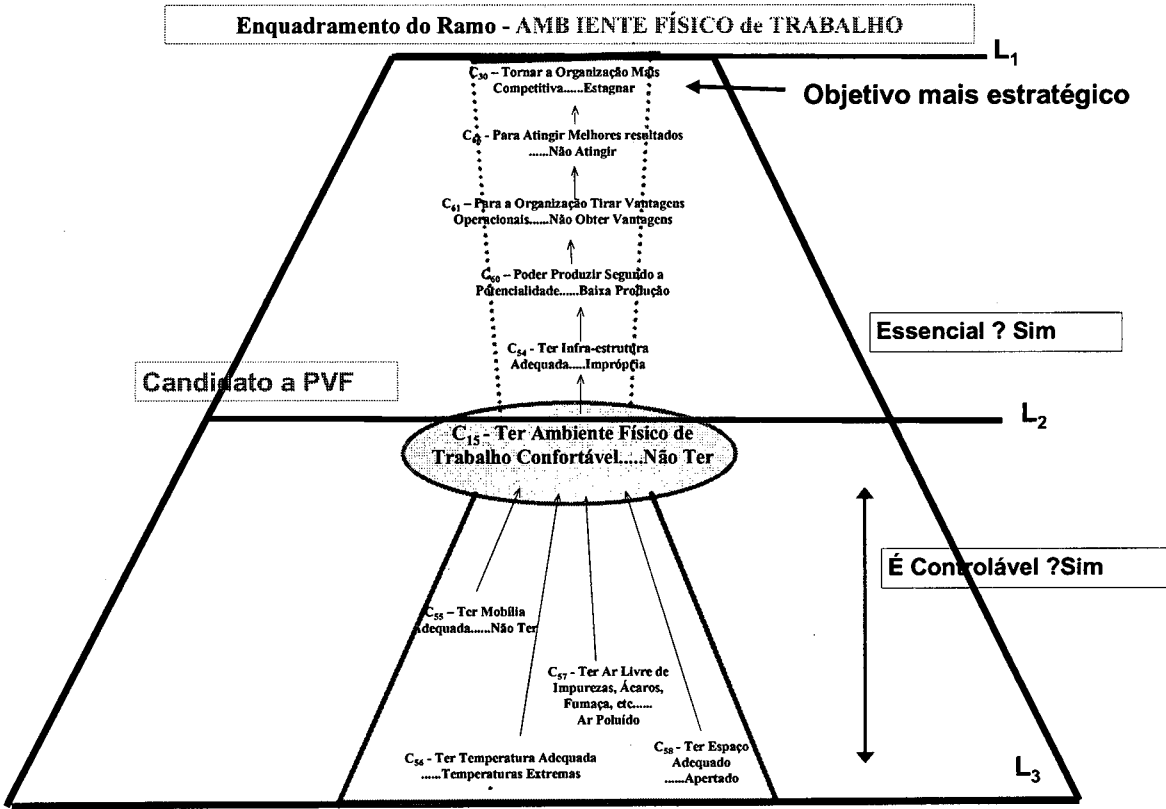 Enquadramento do Ramo - AMB IENTE FÍSICO de TRABALHO
L1
C30 – Tornar a Organização Mais
Competitiva......Estagnar
Objetivo mais estratégico
- Para Atingir Melhores resultados
......Não Atingir
C61 – Para a Organização Tirar Vantagens
Operacionais......Não Obter Vantagens
C60 – Poder Produzir Segundo a
Potencialidade......Baixa Produção
Essencial ? Sim
C54 – Ter Infra-estrutura
Adequada.....Imprópria
Candidato a PVF
L2
C15 - Ter Ambiente Físico de
Trabalho Confortável.....Não Ter
É Controlável ?Sim
C55 – Ter Mobília
Adequada......Não Ter
C57 - Ter Ar Livre de
Impurezas, Ácaros,
Fumaça, etc......
Ar Poluído
C56 - Ter Temperatura Adequada
......Temperaturas Extremas
C58 - Ter Espaço
Adequado
......Apertado
L3